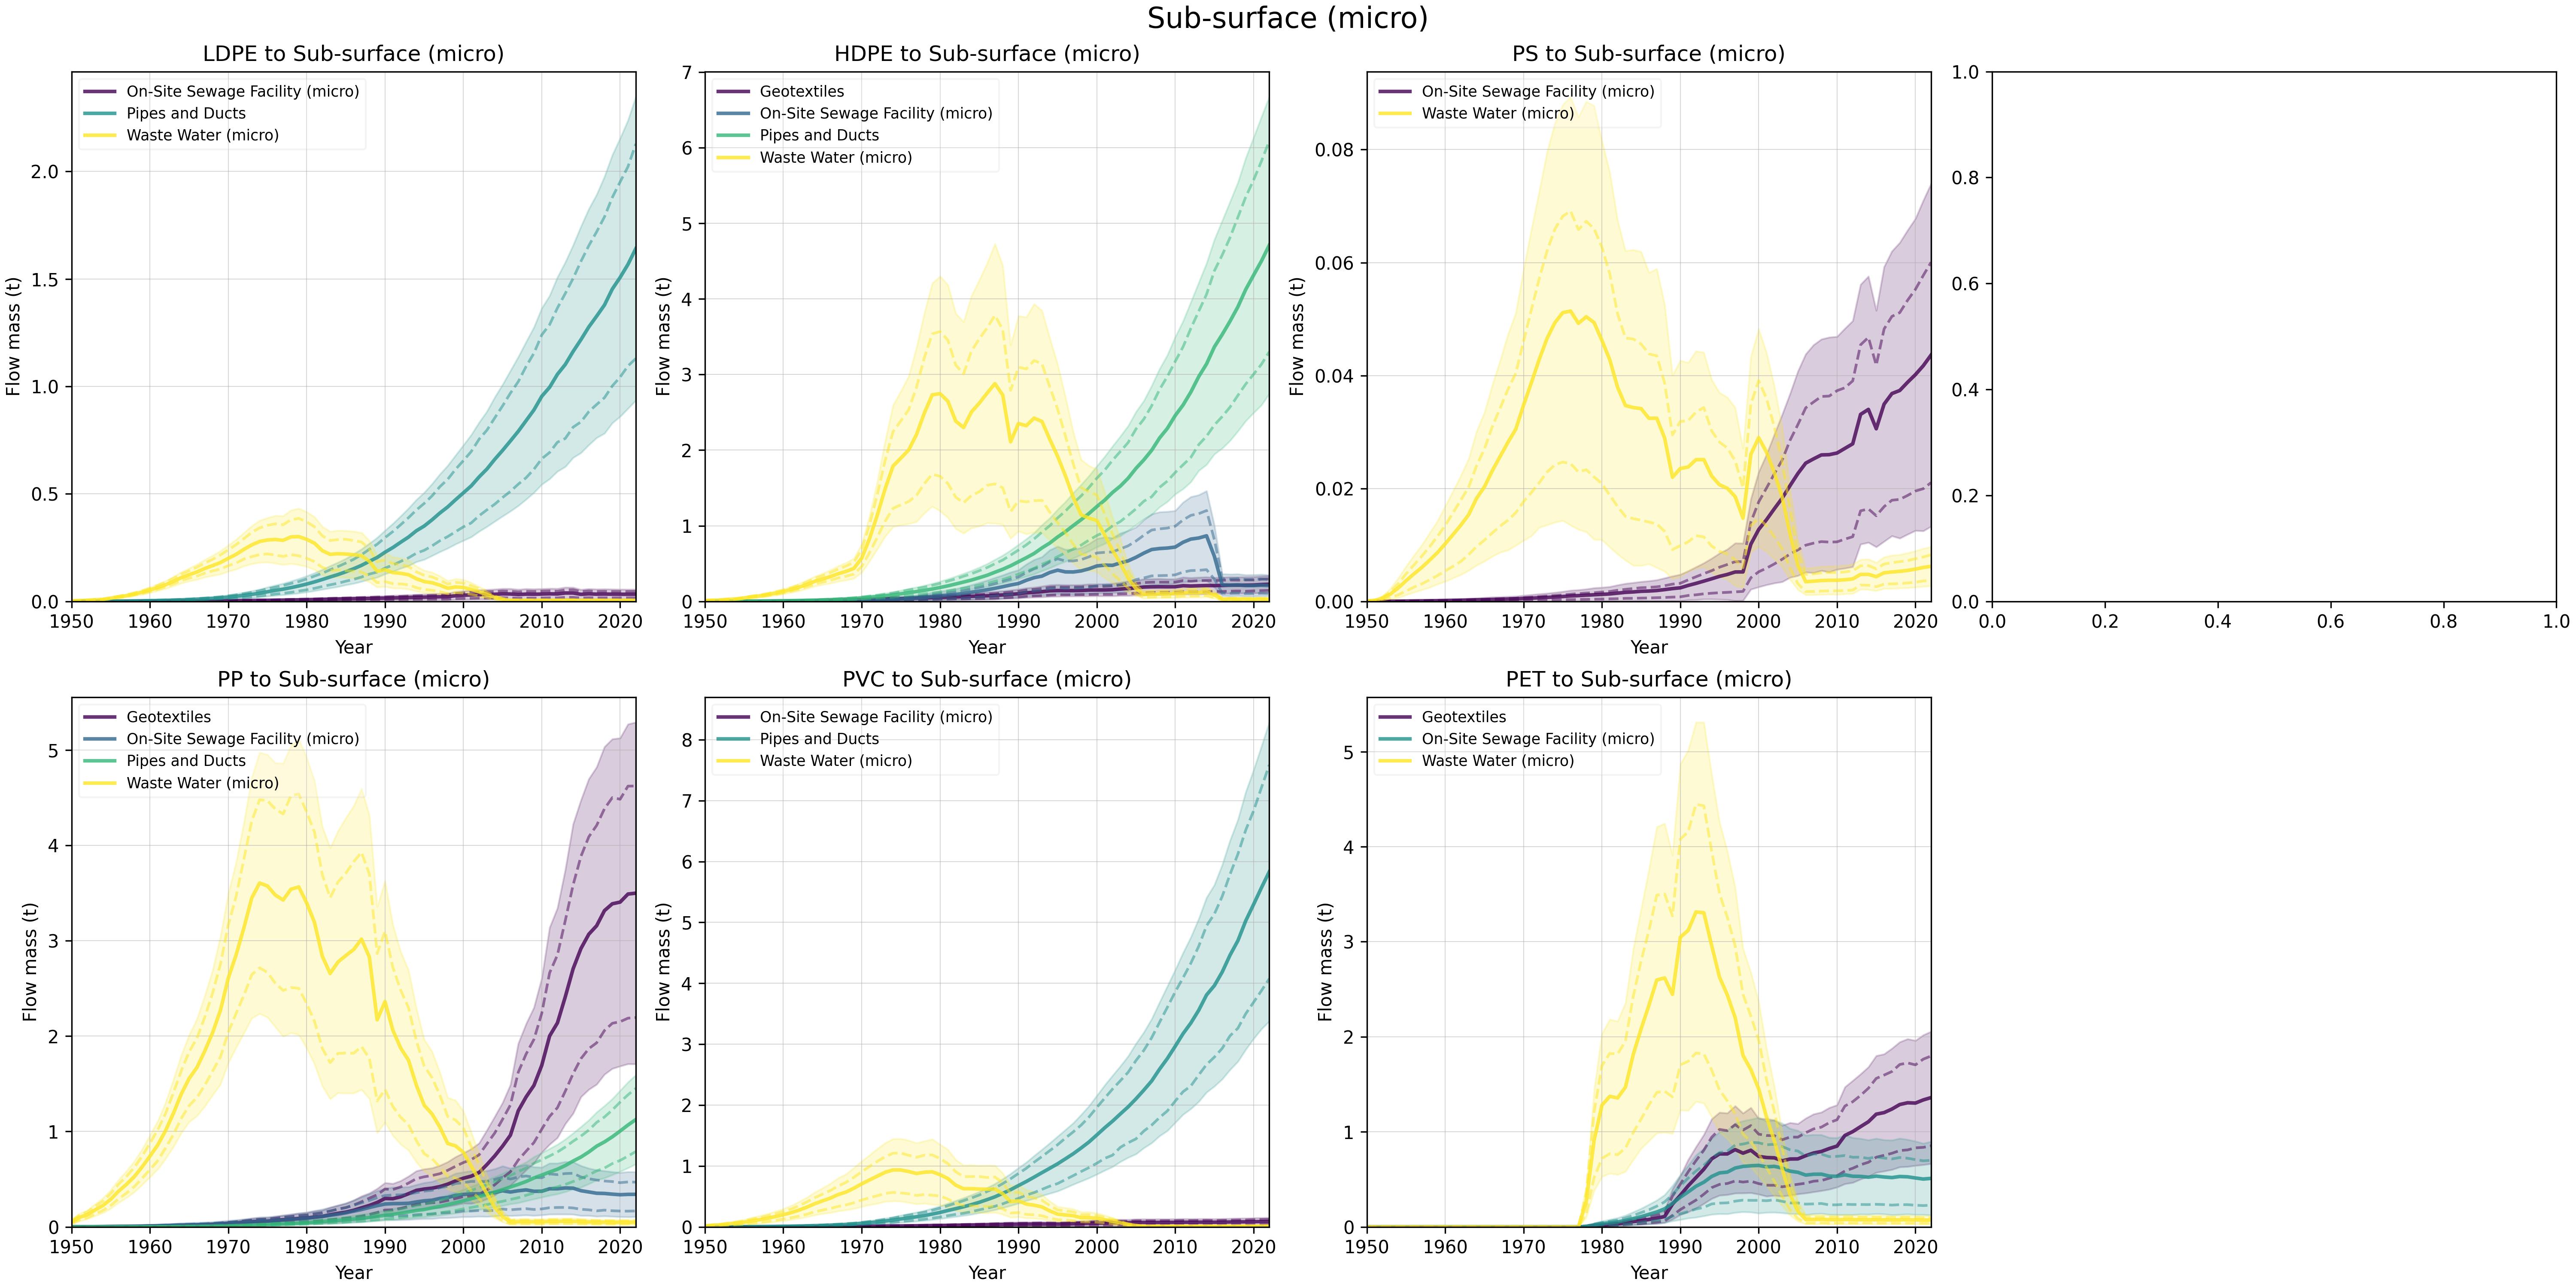 Sub-surface (micro)
LDPE to Sub-surface (micro)
On-Site Sewage Facility (micro)
Pipes and Ducts
Waste Water (micro)
Flow mass (t)
2.0
1.5
1.0
0.5
0.0
1950 1960 1970 1980 1990 2000 2010 2020
Year
HDPE to Sub-surface (micro)
Geotextiles
On-Site Sewage Facility (micro)
Pipes and Ducts
Waste Water (micro)
Flow mass (t)
7
6
5
4
3
2
1
0
1950 1960 1970 1980 1990 2000 2010 2020
Year
PS to Sub-surface (micro)
On-Site Sewage Facility (micro)
Waste Water (micro)
Flow mass (t)
0.08
0.06
0.04
0.02
0.00
1950 1960 1970 1980 1990 2000 2010 2020
Year
1.0
0.8
0.6
0.4
0.2
0.0
0.0 0.2 0.4 0.6 0.8 1.0
PP to Sub-surface (micro)
Geotextiles
On-Site Sewage Facility (micro)
Pipes and Ducts
Waste Water (micro)
Flow mass (t)
5
4
3
2
1
0
1950 1960 1970 1980 1990 2000 2010 2020
Year
PVC to Sub-surface (micro)
On-Site Sewage Facility (micro)
Pipes and Ducts
Waste Water (micro)
Flow mass (t)
8
7
6
5
4
3
2
1
0
1950 1960 1970 1980 1990 2000 2010 2020
Year
PET to Sub-surface (micro)
Geotextiles
On-Site Sewage Facility (micro)
Waste Water (micro)
Flow mass (t)
5
4
3
2
1
0
1950 1960 1970 1980 1990 2000 2010 2020
Year